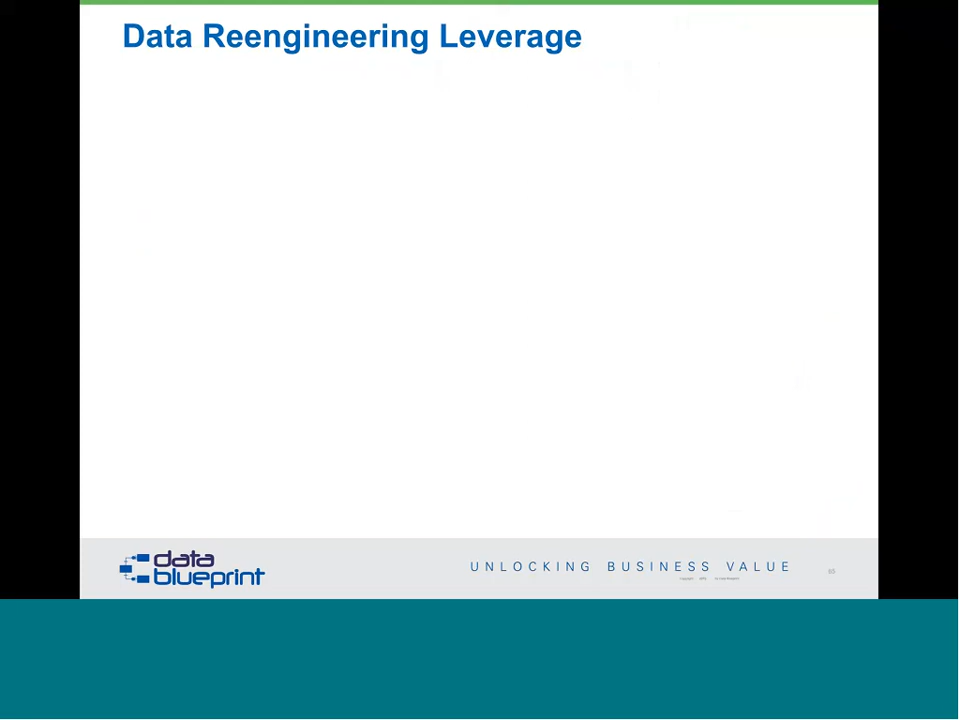 Data Reengineering Leverage
data
blueprint
UNLOCKING BUSINESS VALUE